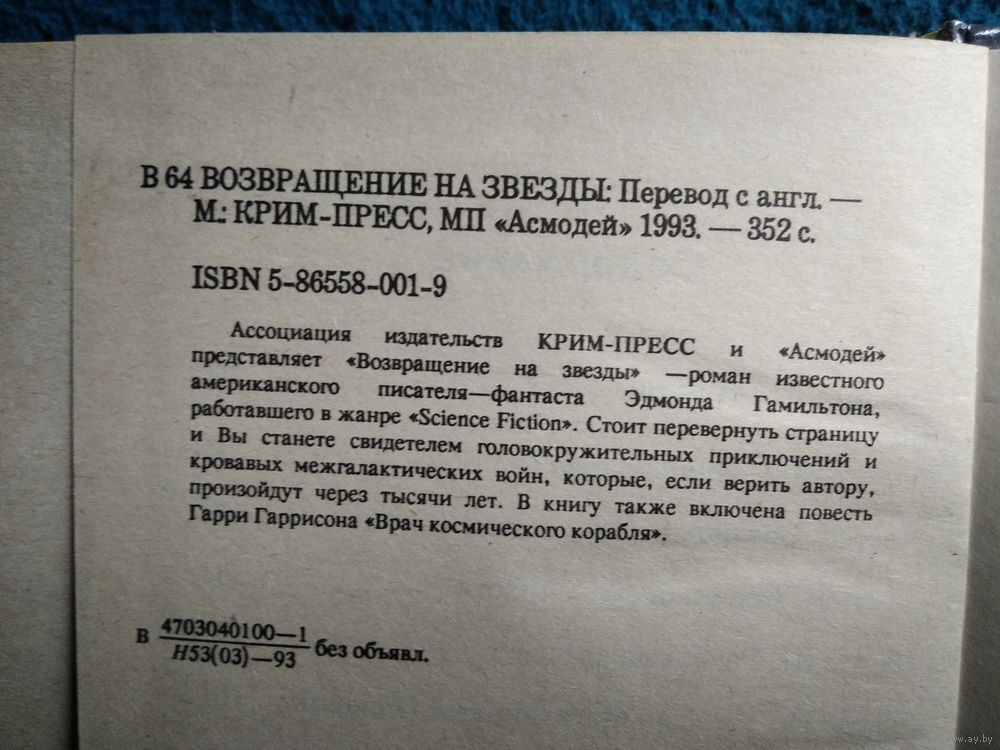 В 64 ВОЗВРАЩЕНИЕ НА ЗВЕЗДЫ: Перевод с англ. —
М.: КРИМ-ПРЕСС, МП «Асмодей» 1993. — 352 с.
ISBN 5-86558-001-9
Ассоциация издательств КРИМ-ПРЕСС и «Асмодей»
представляет «Возвращение на звезды» —роман известного
американского писателя—фантаста Эдмонда Гамильтона,
работавшего в жанре «Science Fiction». Стоит перевернуть страницу
и Вы станете свидетелем головокружительных приключений и
кровавых межгалактических войн, которые, если верить автору,
произойдут через тысячи лет. В книгу также включена повесть
Гарри Гаррисона «Врач космического корабля».
В 4703040100—1
Н53(03)—93 без объявл.
www.ay.by